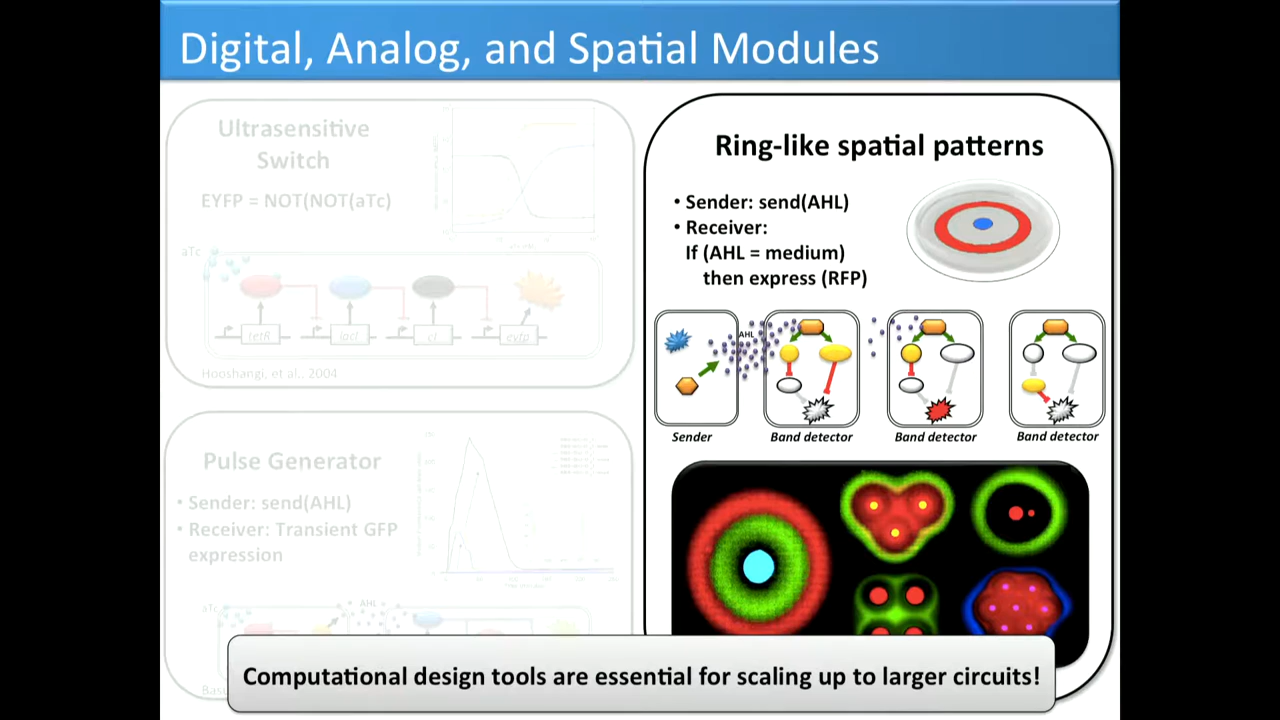 Digital, Analog, and Spatial Modules
Ultrasensitive
Switch
EYFP = NOT(NOT(aTc)
aTc
tetR
lacI
cI
eyfp
Hooshangi, et al., 2004
Pulse Generator
• Sender: send(AHL)
• Receiver: Transient GFP
expression
aTc
AHL
Ring-like spatial patterns
• Sender: send(AHL)
• Receiver:
If (AHL = medium)
then express (RFP)
AHL
Sender
Band detector
Band detector
Band detector
Computational design tools are essential for scaling up to larger circuits!